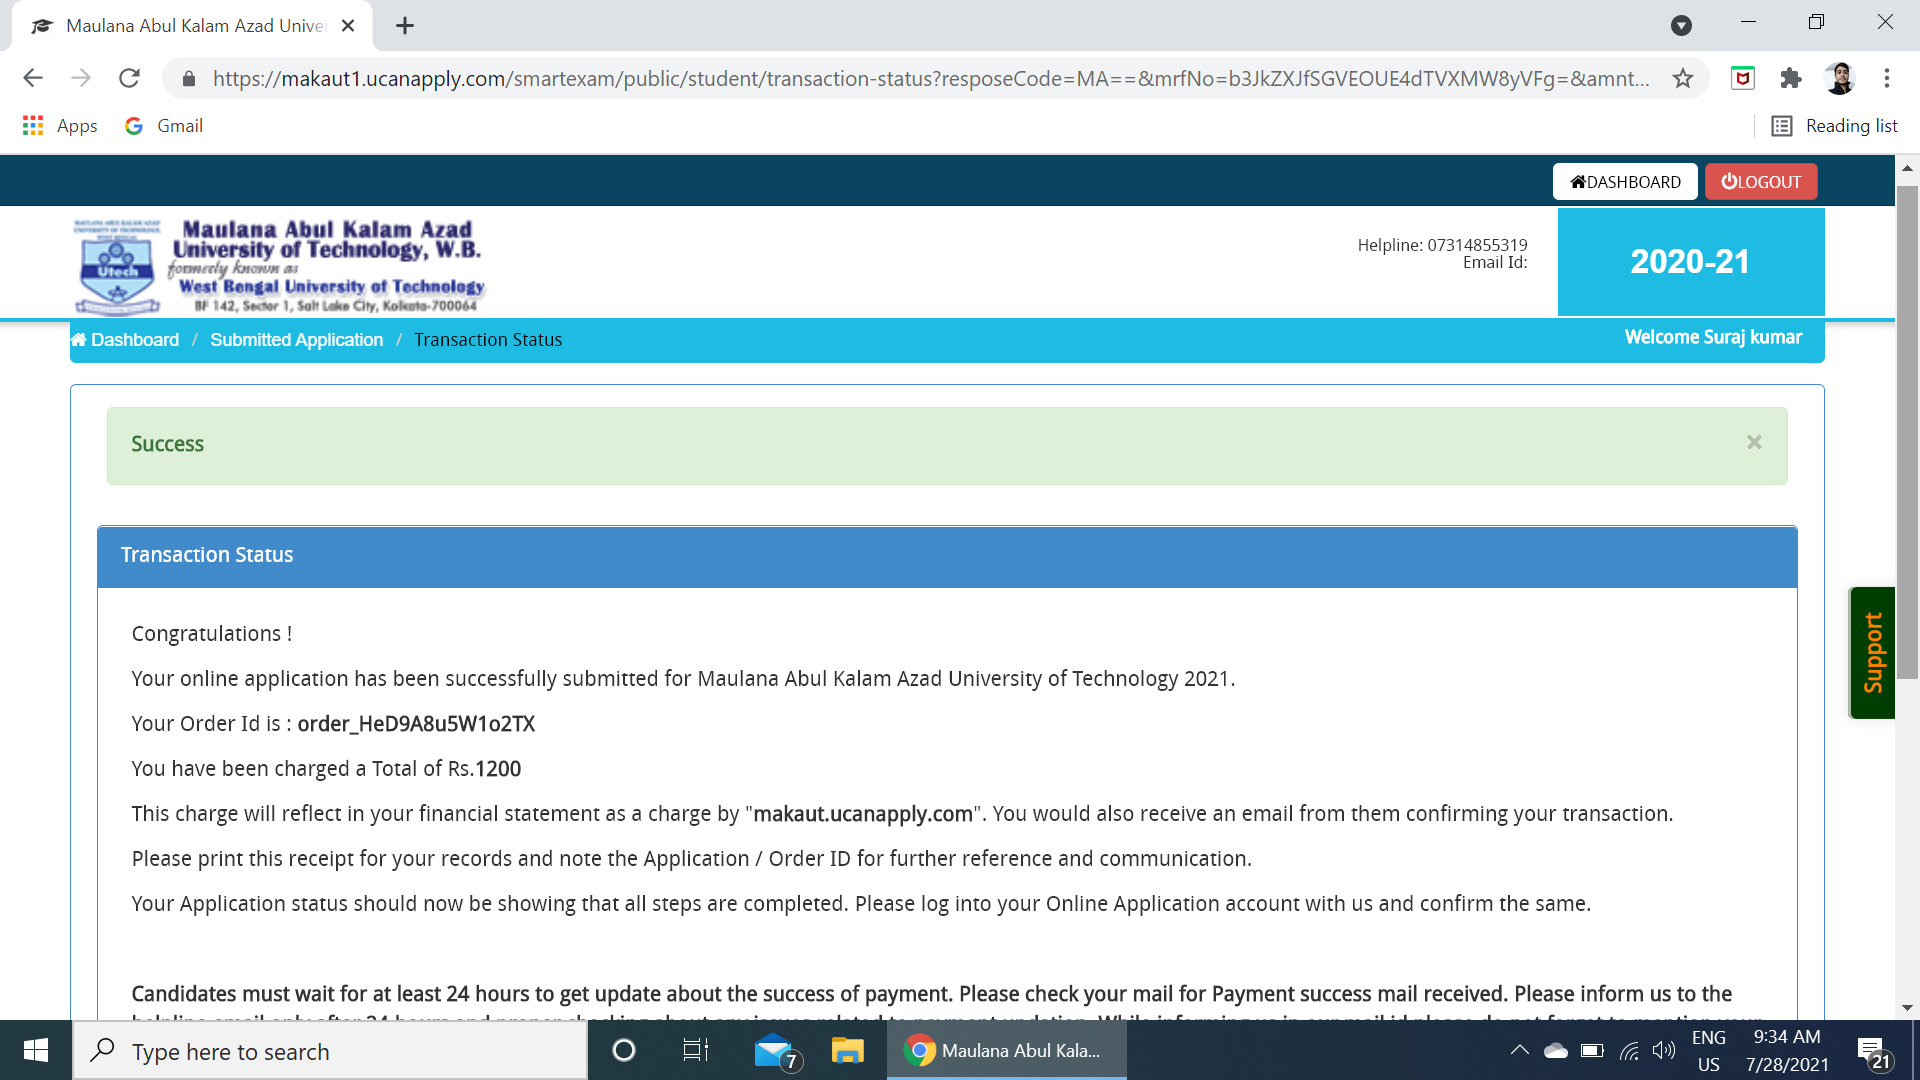 Maulana Abul Kalam Azad Unive
https://makaut1.ucanapply.com/smartexam/public/student/transaction-status?resposeCode=MA==&mrfNo=b3JkZXJfSGVEOUE4dTVXMW8yVFg=&amnt...
Apps
Gmail
Reading list
DASHBOARD
LOGOUT
MAULANA ABUL KALAM AZAD
UNIVERSITY OF TECHNOLOGY,
WEST BENGAL
Utech
Maulana Abul Kalam Azad
University of Technology, W.B.
formerly known as
West Bengal University of Technology
BF 142, Sector 1, Salt Lake City, Kolkata-700064
Helpline: 07314855319
Email Id:
2020-21
Dashboard / Submitted Application / Transaction Status
Welcome Suraj kumar
Success
×
Transaction Status
Congratulations !
Your online application has been successfully submitted for Maulana Abul Kalam Azad University of Technology 2021.
Your Order Id is : order_HeD9A8u5W1o2TX
You have been charged a Total of Rs.1200
This charge will reflect in your financial statement as a charge by "makaut.ucanapply.com". You would also receive an email from them confirming your transaction.
Please print this receipt for your records and note the Application / Order ID for further reference and communication.
Your Application status should now be showing that all steps are completed. Please log into your Online Application account with us and confirm the same.
Support
Candidates must wait for at least 24 hours to get update about the success of payment. Please check your mail for Payment success mail received. Please inform us to the
Type here to search
7
Maulana Abul Kala...
ENG
US
9:34 AM
7/28/2021
21